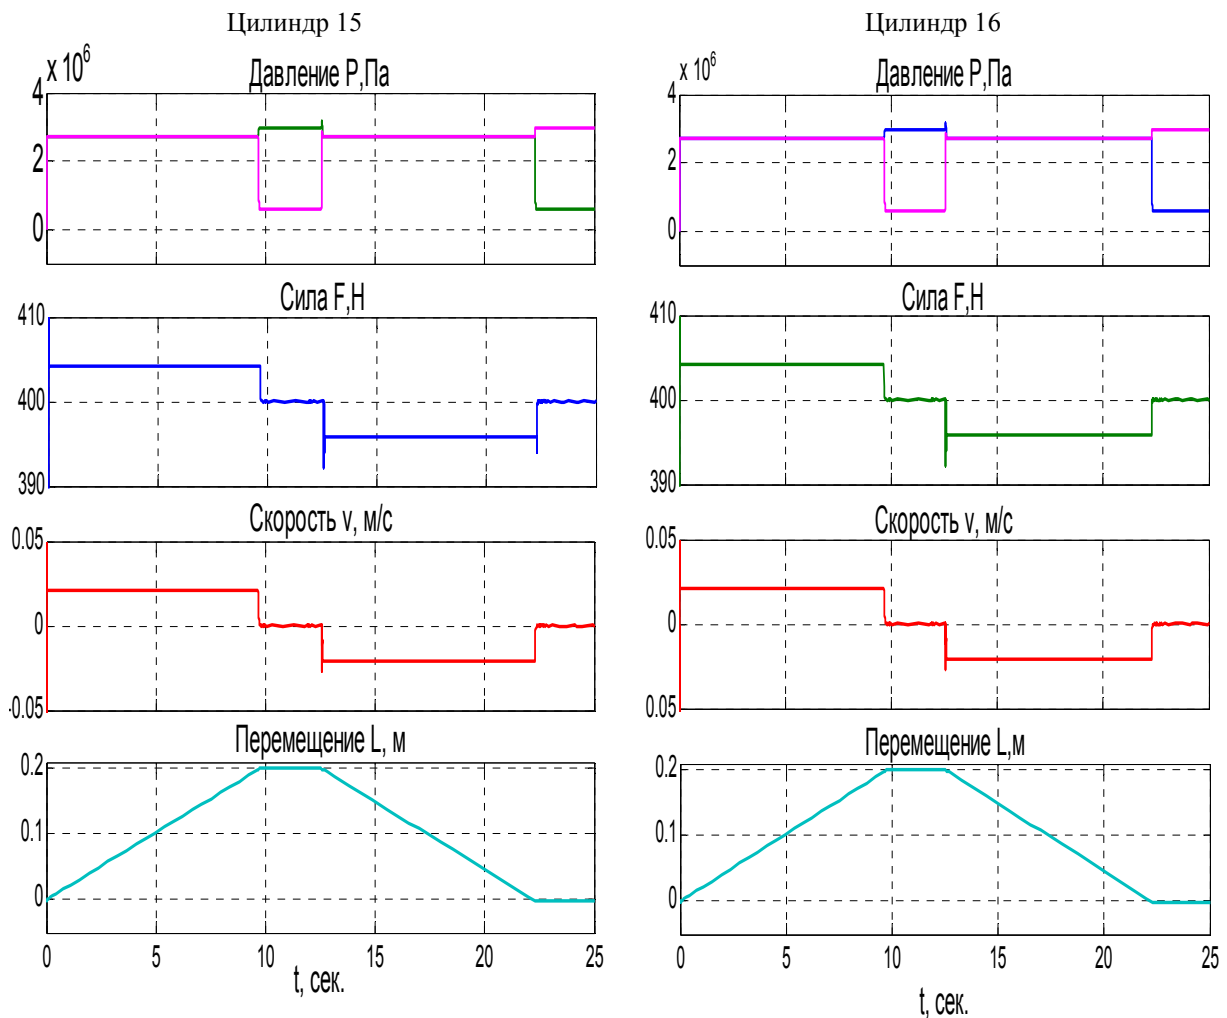 Цилиндр 15
x 10^6
Давление P,Па
4
2
0
Сила F,Н
410
400
390
Скорость v, м/с
0.05
0
-0.05
Перемещение L, м
0.2
0.1
0
0 5 10 15 20 25
t, сек.
Цилиндр 16
x 10^6
Давление P,Па
4
2
0
Сила F,Н
410
400
390
Скорость v, м/с
0.05
0
0.05
Перемещение L,м
0.2
0.1
0
0 5 10 15 20 25
t, сек.